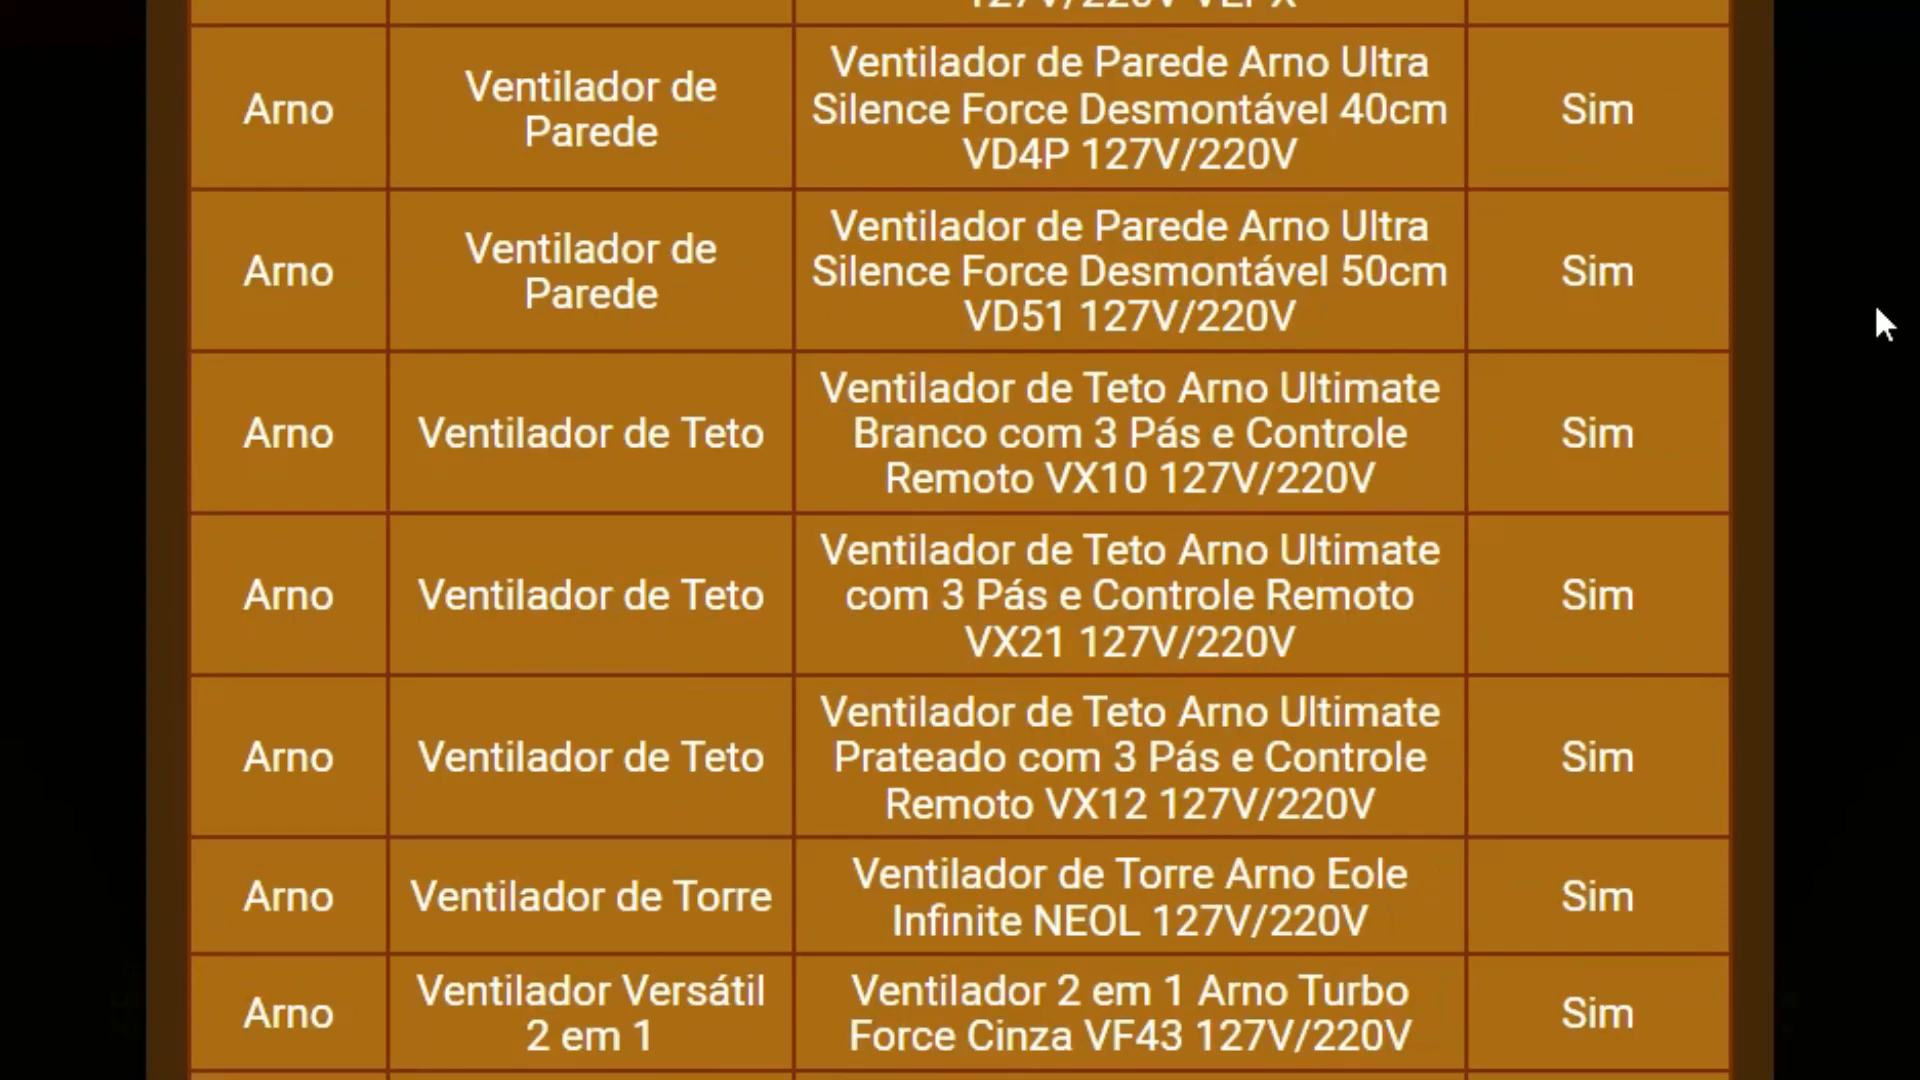 127V/220V VEPX
Arno
Ventilador de
Parede
Ventilador de Parede Arno Ultra
Silence Force Desmontável 40cm
VD4P 127V/220V
Sim
Arno
Ventilador de
Parede
Ventilador de Parede Arno Ultra
Silence Force Desmontável 50cm
VD51 127V/220V
Sim
Arno
Ventilador de Teto
Ventilador de Teto Arno Ultimate
Branco com 3 Pás e Controle
Remoto VX10 127V/220V
Sim
Arno
Ventilador de Teto
Ventilador de Teto Arno Ultimate
com 3 Pás e Controle Remoto
VX21 127V/220V
Sim
Arno
Ventilador de Teto
Ventilador de Teto Arno Ultimate
Prateado com 3 Pás e Controle
Remoto VX12 127V/220V
Sim
Arno
Ventilador de Torre
Ventilador de Torre Arno Eole
Infinite NEOL 127V/220V
Sim
Arno
Ventilador Versátil
2 em 1
Ventilador 2 em 1 Arno Turbo
Force Cinza VF43 127V/220V
Sim